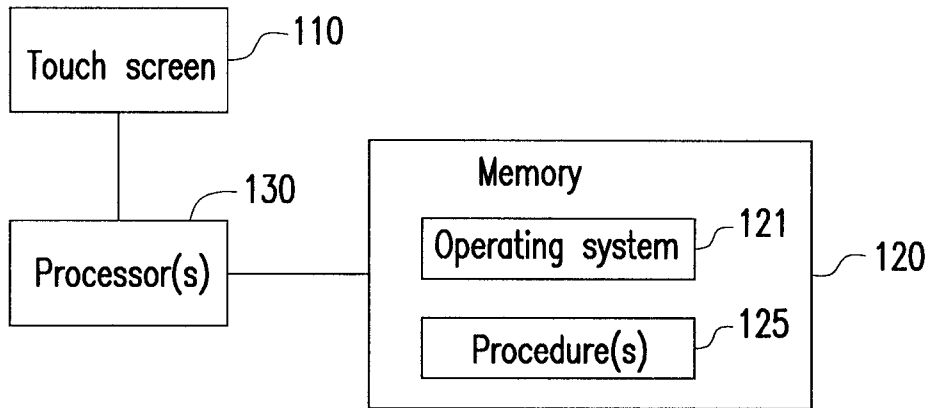 110
Touch screen
130
Processor(s)
Memory
Operating system
121
120
Procedure(s)
125